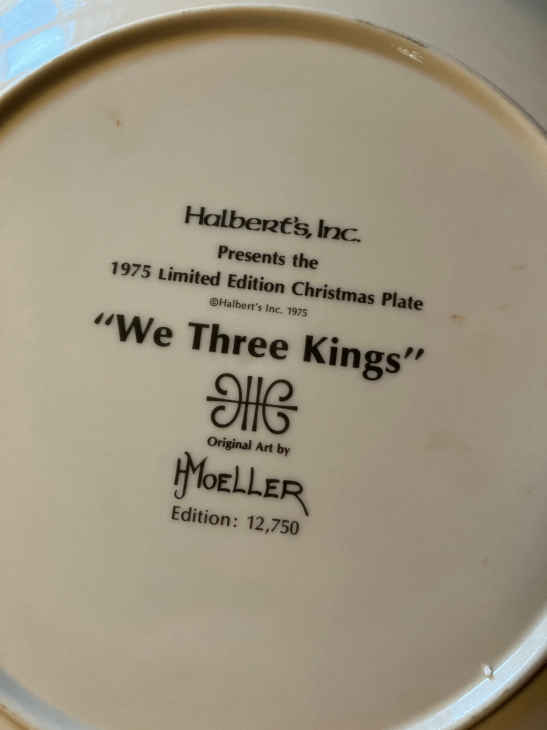 Halbert's, Inc.
Presents the
1975 Limited Edition Christmas Plate
©Halbert's Inc. 1975
"We Three Kings"
Original Art by
HMOELLER
Edition: 12,750